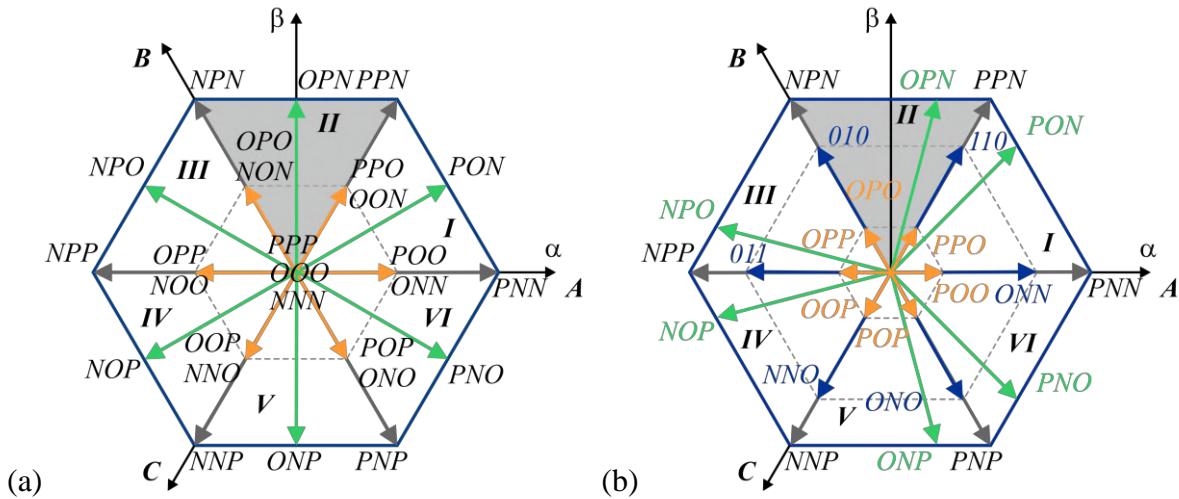 β
B
NPN
OPN PPN
II
OPO
NON
NPO
III
PPO
OON
PON
I
NPP
OPP
NOO
PPP
OOO
NNN
POO
ONN
α
PNN
A
IV
OOP
NNO
NOP
VI
POP
ONO
PNO
V
C
NNP
ONP
PNP
(a)
β
B
NPN
OPN
PPN
II
010
110
PON
OPO
III
NPO
I
NPP
011
OPP
PPO
α
OOP
POO
ONN
PNN
A
NOP
IV
POP
VI
NNO
ONO
PNO
V
C
NNP
ONP
PNP
(b)